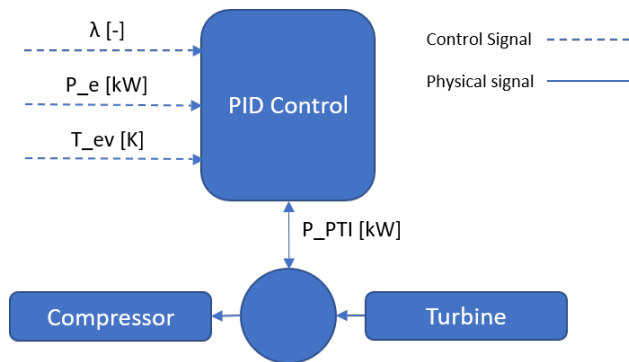 λ [-]
Control Signal
P_e [kW]
Physical signal
PID Control
T_ev [K]
P_PTI [kW]
Compressor
Turbine